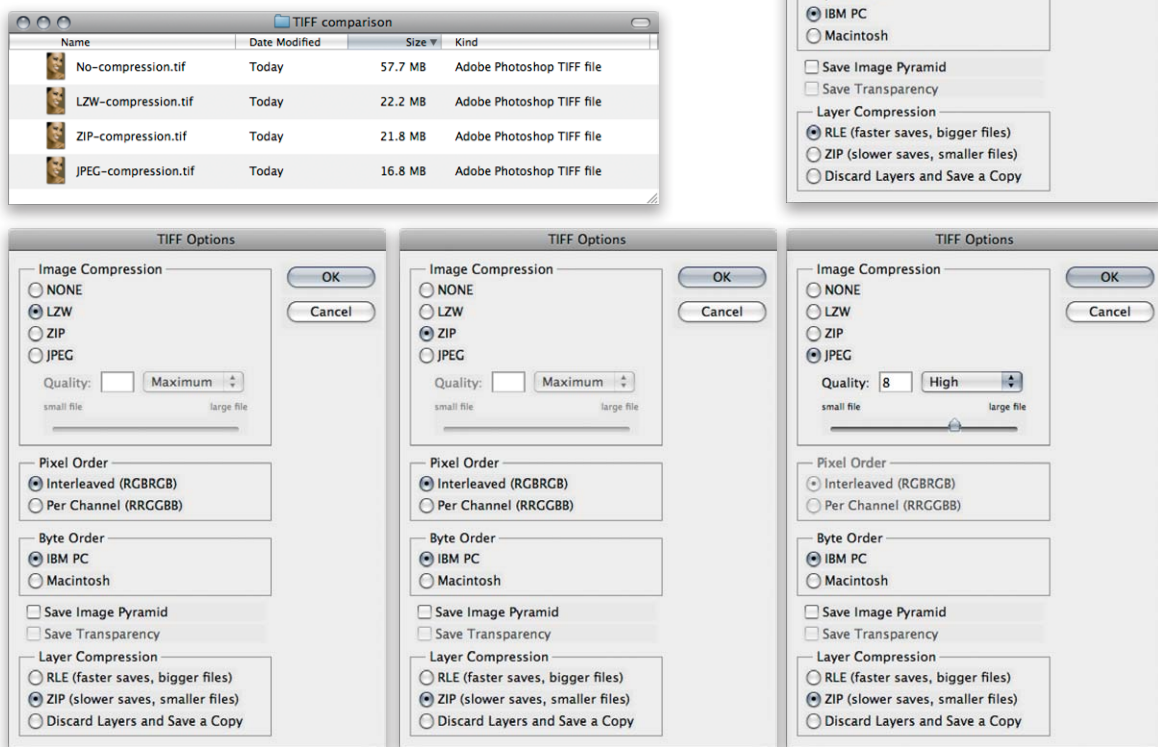 TIFF comparison
Name Date Modified Size Kind
No-compression.tif Today 57.7 MB Adobe Photoshop TIFF file
LZW-compression.tif Today 22.2 MB Adobe Photoshop TIFF file
ZIP-compression.tif Today 21.8 MB Adobe Photoshop TIFF file
JPEG-compression.tif Today 16.8 MB Adobe Photoshop TIFF file
IBM PC
Macintosh
Save Image Pyramid
Save Transparency
Layer Compression
RLE (faster saves, bigger files)
ZIP (slower saves, smaller files)
Discard Layers and Save a Copy
TIFF Options
Image Compression
NONE
LZW
ZIP
JPEG
Quality: Maximum
small file large file
OK
Cancel
Pixel Order
Interleaved (RGBRGB)
Per Channel (RRGGBB)
Byte Order
IBM PC
Macintosh
Save Image Pyramid
Save Transparency
Layer Compression
RLE (faster saves, bigger files)
ZIP (slower saves, smaller files)
Discard Layers and Save a Copy
TIFF Options
Image Compression
NONE
LZW
ZIP
JPEG
Quality: Maximum
small file large file
OK
Cancel
Pixel Order
Interleaved (RGBRGB)
Per Channel (RRGGBB)
Byte Order
IBM PC
Macintosh
Save Image Pyramid
Save Transparency
Layer Compression
RLE (faster saves, bigger files)
ZIP (slower saves, smaller files)
Discard Layers and Save a Copy
TIFF Options
Image Compression
NONE
LZW
ZIP
JPEG
Quality: 8 High
small file large file
OK
Cancel
Pixel Order
Interleaved (RGBRGB)
Per Channel (RRGGBB)
Byte Order
IBM PC
Macintosh
Save Image Pyramid
Save Transparency
Layer Compression
RLE (faster saves, bigger files)
ZIP (slower saves, smaller files)
Discard Layers and Save a Copy